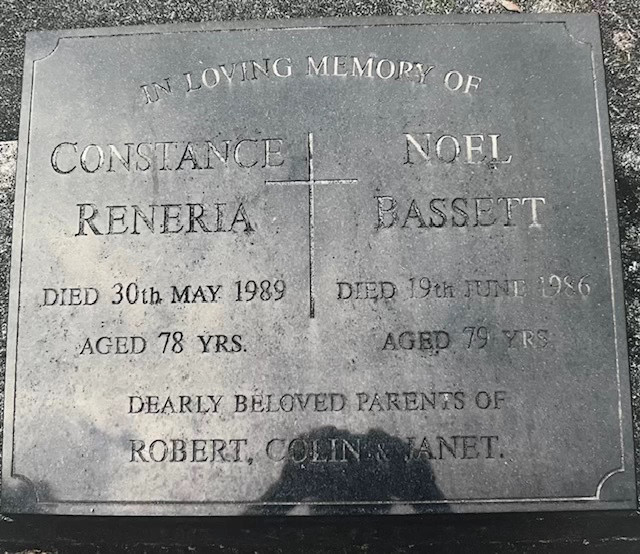 IN LOVING MEMORY OF
CONSTANCE
RENERIA
DIED 30th MAY 1989
AGED 78 YRS.
NOEL
BASSETT
DIED 19th JUNE 1986
AGED 79 YRS
DEARLY BELOVED PARENTS OF
ROBERT, COLIN & JANET.